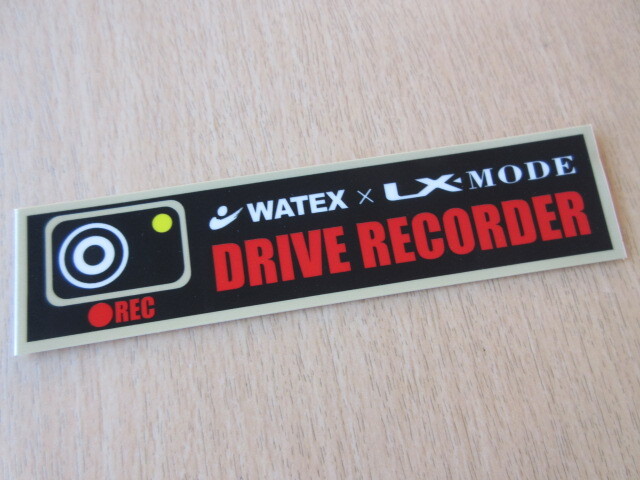 WATEX × LX-MODE
DRIVE RECORDER
REC